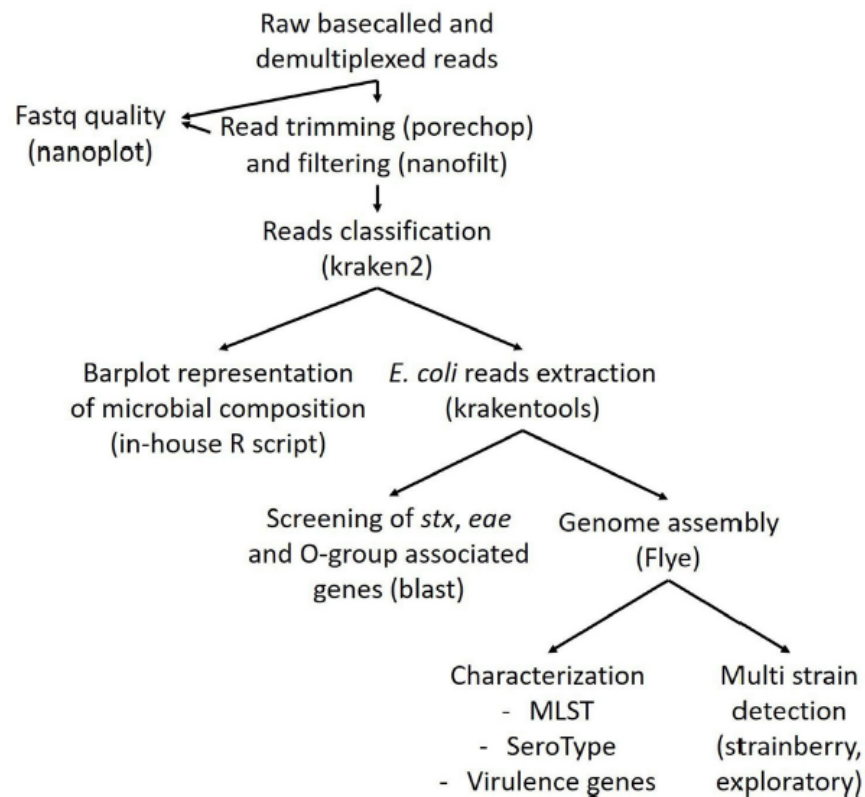 Raw basecalled and
demultiplexed reads
Fastq quality
(nanoplot)
Read trimming (porechop)
and filtering (nanofilt)
Reads classification
(kraken2)
Barplot representation
of microbial composition
(in-house R script)
E. coli reads extraction
(krakentools)
Screening of stx, eae
and O-group associated
genes (blast)
Genome assembly
(Flye)
Characterization
- MLST
- SeroType
- Virulence genes
Multi strain
detection
(strainberry,
exploratory)